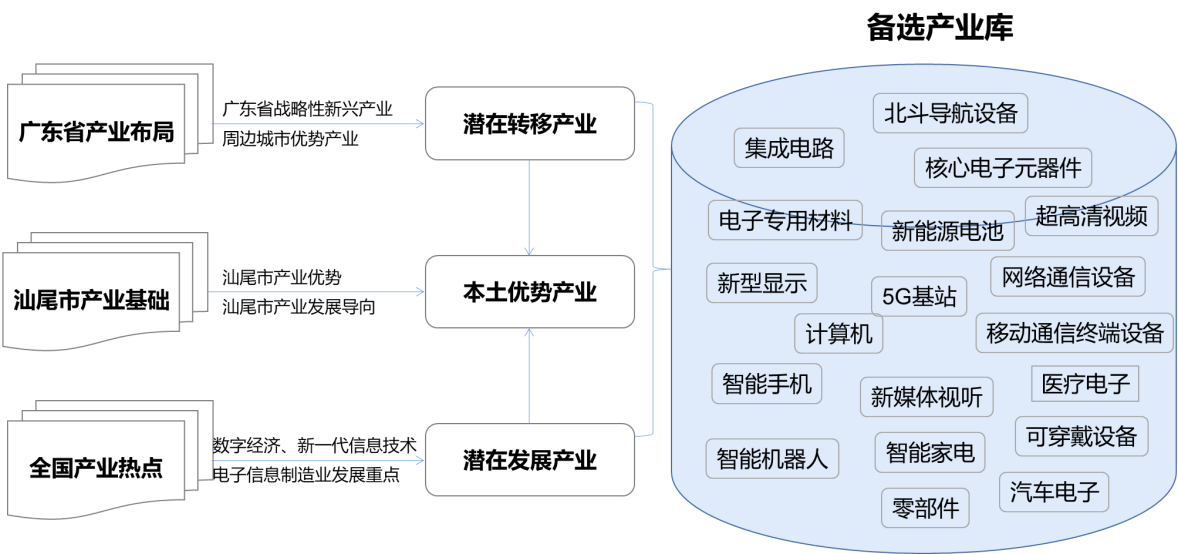 备选产业库
广东省产业布局
广东省战略性新兴产业
周边城市优势产业
潜在转移产业
汕尾市产业基础
汕尾市产业优势
汕尾市产业发展导向
本土优势产业
全国产业热点
数字经济、新一代信息技术
电子信息制造业发展重点
潜在发展产业
北斗导航设备
集成电路
核心电子元器件
电子专用材料
新能源电池
超高清视频
新型显示
5G基站
网络通信设备
计算机
移动通信终端设备
智能手机
新媒体视听
医疗电子
智能机器人
智能家电
可穿戴设备
零部件
汽车电子